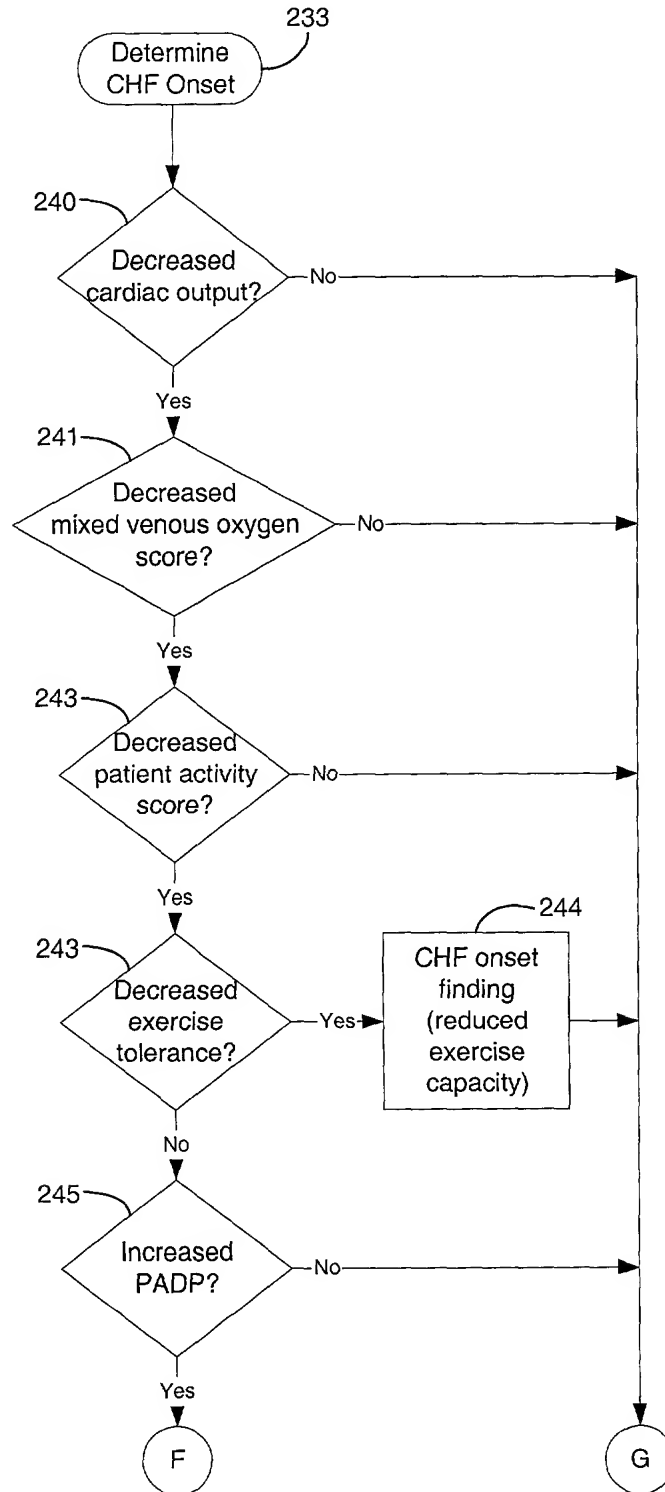 233
Determine
CHF Onset
240
Decreased
cardiac output?
No
Yes
241
Decreased
mixed venous oxygen
score?
No
Yes
243
Decreased
patient activity
score?
No
Yes
243
Decreased
exercise
tolerance?
Yes
244
CHF onset
finding
(reduced
exercise
capacity)
No
245
Increased
PADP?
No
Yes
F
G